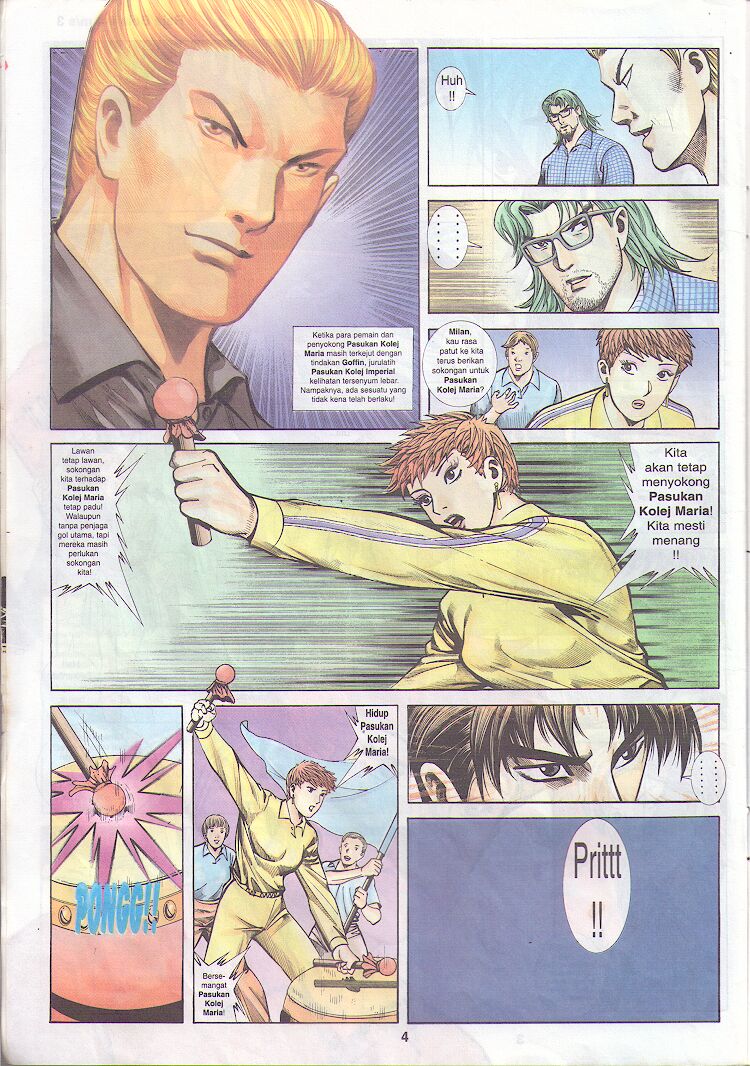 Ketika para pemain dan
penyokong Pasukan Kolej
Maria masih terkejut dengan
tindakan Goffin, jurulatih
Pasukan Kolej Imperial
kelihatan tersenyum lebar.
Nampaknya, ada sesuatu yang
tidak kena telah berlaku!
Huh
!!
. . . .
. . . .
Milan,
kau rasa
patut ke kita
terus berikan
sokongan untuk
Pasukan
Kolej Maria?
Lawan
tetap lawan,
sokongan
kita terhadap
Pasukan
Kolej Maria
tetap padu!
Walaupun
tanpa penjaga
gol utama, tapi
mereka masih
perlukan
sokongan
kita!
Kita
akan tetap
menyokong
Pasukan
Kolej Maria!
Kita mesti
menang
!!
PONGG!!
Hidup
Pasukan
Kolej
Maria!
Berse-
mangat
Pasukan
Kolej
Maria!
. . . .
. . . .
Prittt
!!
4